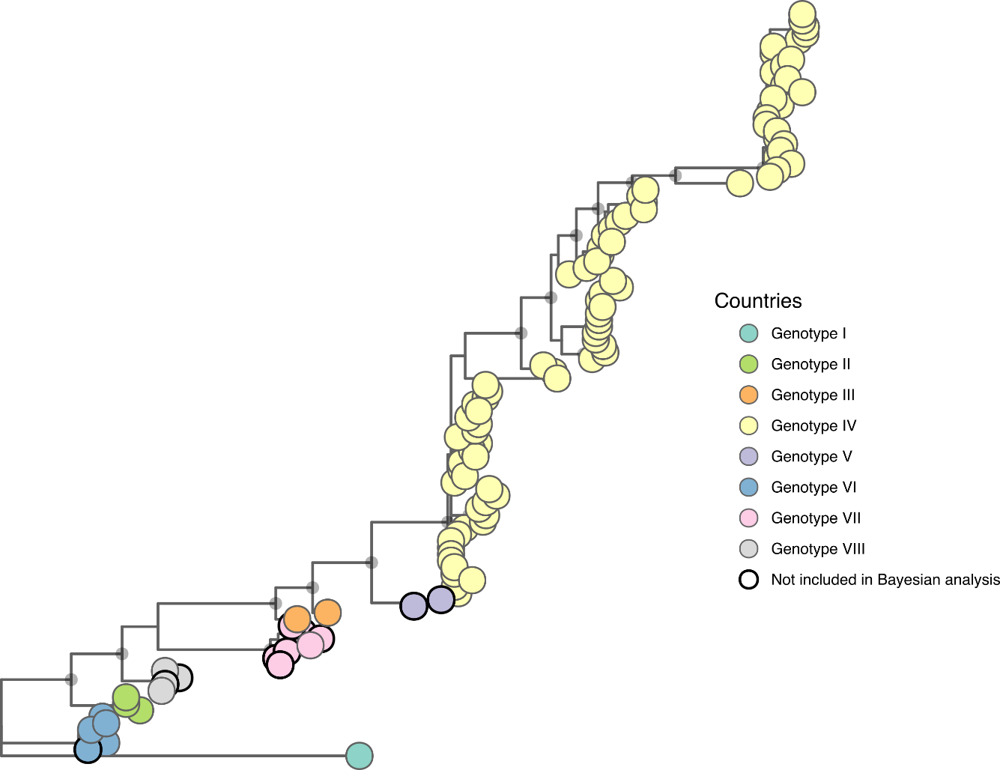 Countries
Genotype I
Genotype II
Genotype III
Genotype IV
Genotype V
Genotype VI
Genotype VII
Genotype VIII
Not included in Bayesian analysis